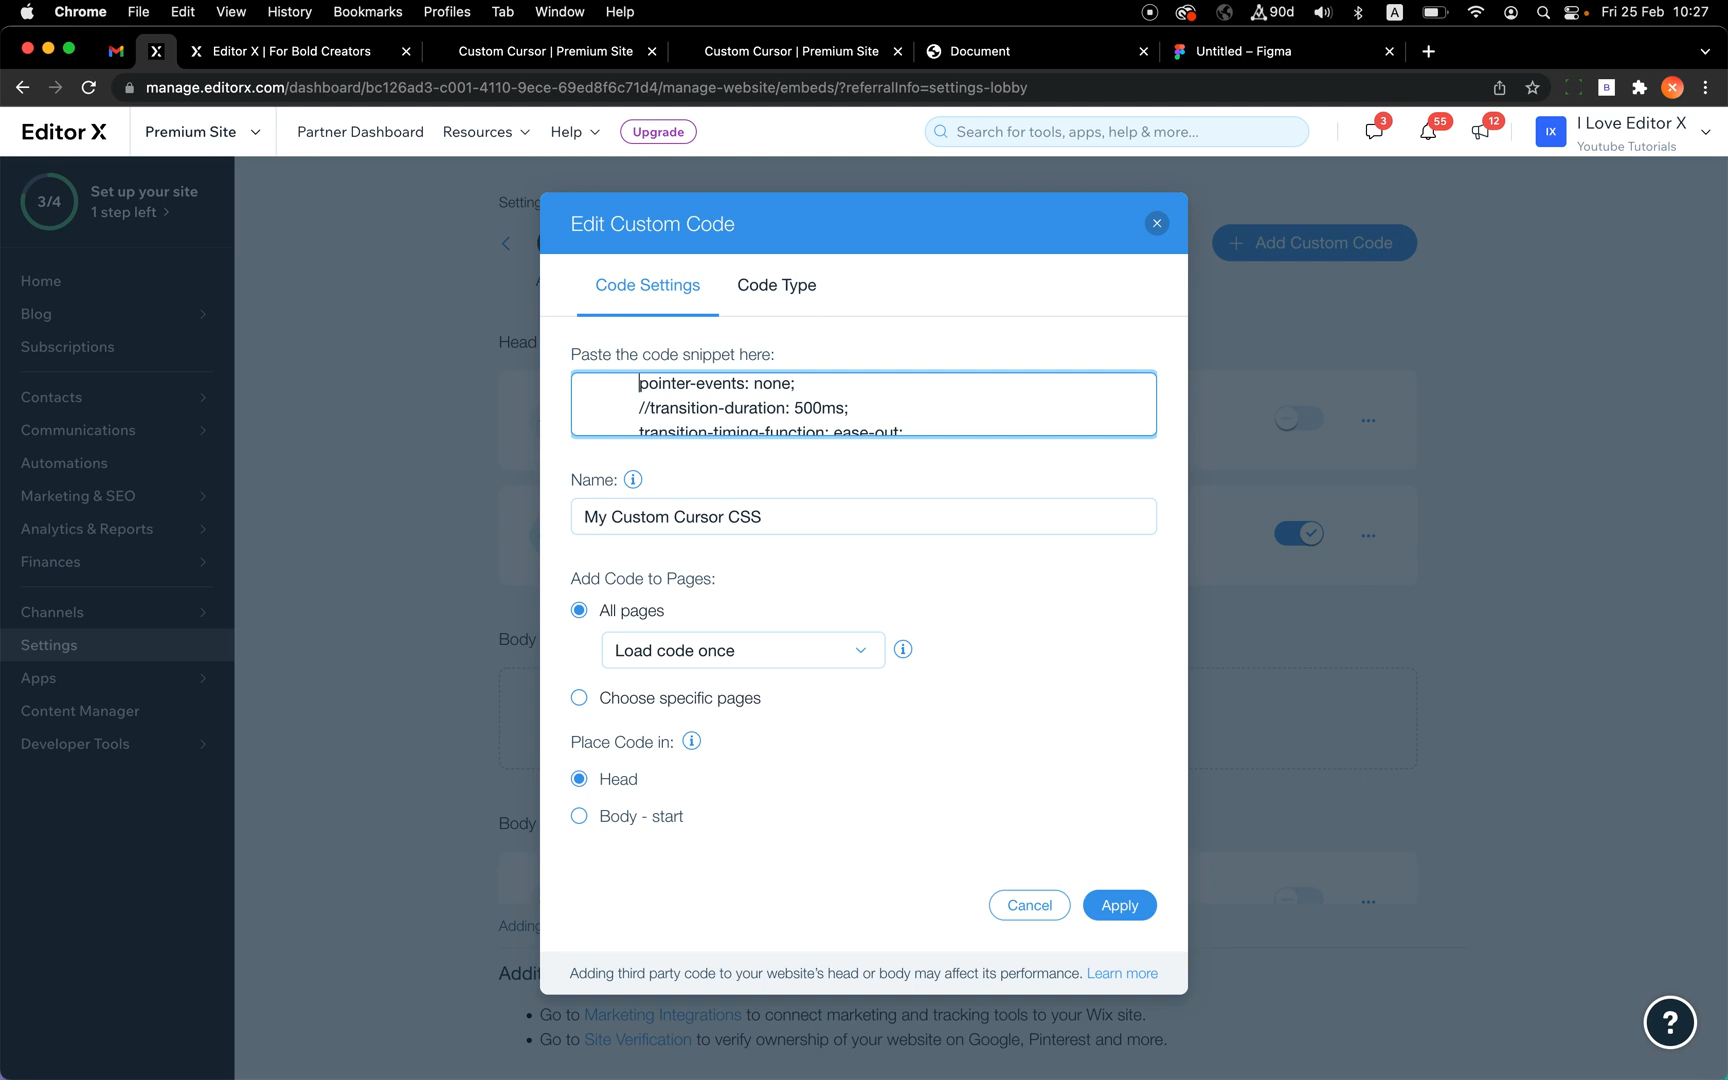 Chrome File Edit View History Bookmarks Profiles Tab Window Help 90d A Fri 25 Feb 10:27
Editor X | For Bold Creators Custom Cursor | Premium Site Custom Cursor | Premium Site Document Untitled – Figma
manage.editorx.com/dashboard/bc126ad3-c001-4110-9ece-69ed8f6c71d4/manage-website/embeds/?referralInfo=settings-lobby
Editor X Premium Site Partner Dashboard Resources Help Upgrade Search for tools, apps, help & more... 3 55 12 IX I Love Editor X
Youtube Tutorials
3/4 Set up your site
1 step left >
Home
Blog
Subscriptions
Contacts
Communications
Automations
Marketing & SEO
Analytics & Reports
Finances
Channels
Settings
Apps
Content Manager
Developer Tools
Setting
Add Custom Code
Head
Body
Body
Adding
Addit
Edit Custom Code
Code Settings Code Type
Paste the code snippet here:
pointer-events: none;
//transition-duration: 500ms;
transition-timing-function: ease-out;
Name:
My Custom Cursor CSS
Add Code to Pages:
All pages
Load code once
Choose specific pages
Place Code in:
Head
Body - start
Cancel Apply
Adding third party code to your website's head or body may affect its performance. Learn more
• Go to Marketing Integrations to connect marketing and tracking tools to your Wix site.
• Go to Site Verification to verify ownership of your website on Google, Pinterest and more.
?